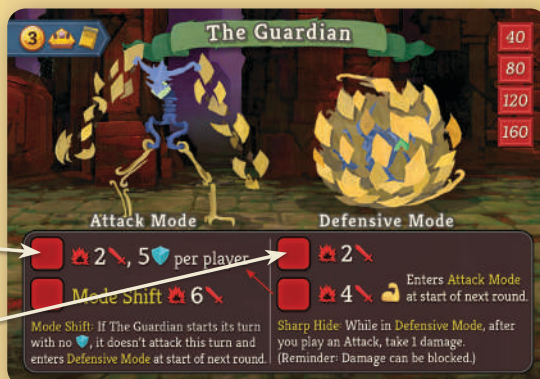 3
The Guardian
40
80
120
160
Attack Mode
Defensive Mode
2, 5 per player
Mode Shift 6
Mode Shift: If The Guardian starts its turn
with no , it doesn't attack this turn and
enters Defensive Mode at start of next round.
2
4 Enters Attack Mode
at start of next round.
Sharp Hide: While in Defensive Mode, after
you play an Attack, take 1 damage.
(Reminder: Damage can be blocked.)